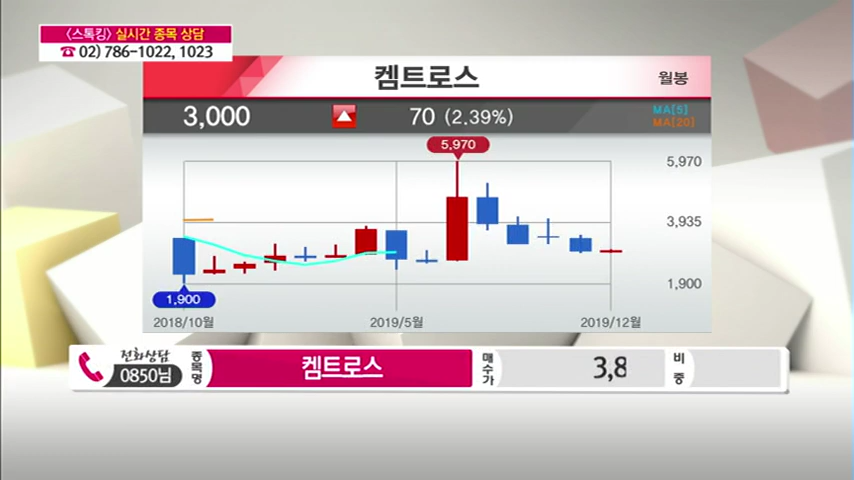 〈스톡킹〉 실시간 종목 상담
☎ 02) 786-1022, 1023
켐트로스
월봉
3,000 ▲ 70 (2.39%)
MA[5]
MA[20]
5,970
5,970
3,935
1,900
1,900
2018/10월
2019/5월
2019/12월
전화상담
0850님
종목명
켐트로스
매수가
3,8
비중